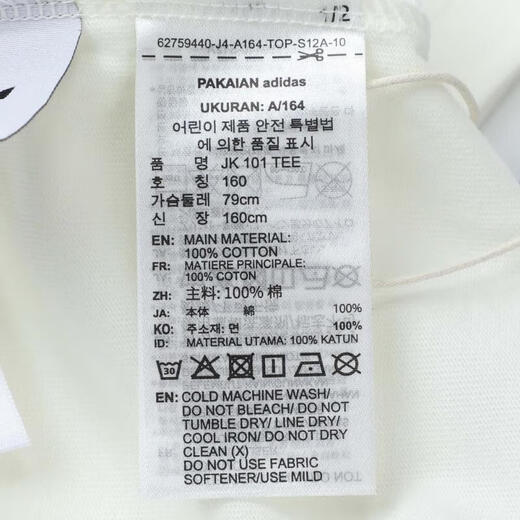 1/2
62759440-J4-A164-TOP-S12A-10
PAKAIAN adidas
UKURAN: A/164
어린이 제품 안전 특별법
에 의한 품질 표시
품 명 JK 101 TEE
호 칭 160
가슴둘레 79cm
신 장 160cm
EN: MAIN MATERIAL:
100% COTTON
FR: MATIERE PRINCIPALE:
100% COTON
ZH: 主料: 100% 棉
JA: 本体 綿 100%
KO: 주소재: 면 100%
ID: MATERIAL UTAMA: 100% KATUN
30
EN: COLD MACHINE WASH/
DO NOT BLEACH/ DO NOT
TUMBLE DRY/ LINE DRY/
COOL IRON/ DO NOT DRY
CLEAN (X)
DO NOT USE FABRIC
SOFTENER/USE MILD